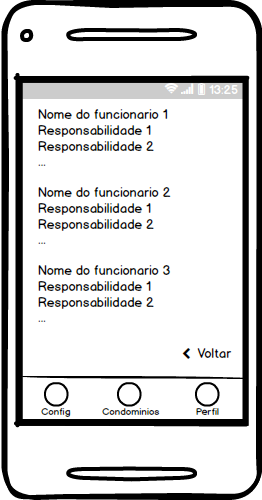 13:25
Nome do funcionario 1
Responsabilidade 1
Responsabilidade 2
...
Nome do funcionario 2
Responsabilidade 1
Responsabilidade 2
...
Nome do funcionario 3
Responsabilidade 1
Responsabilidade 2
...
Voltar
Config Condominios Perfil